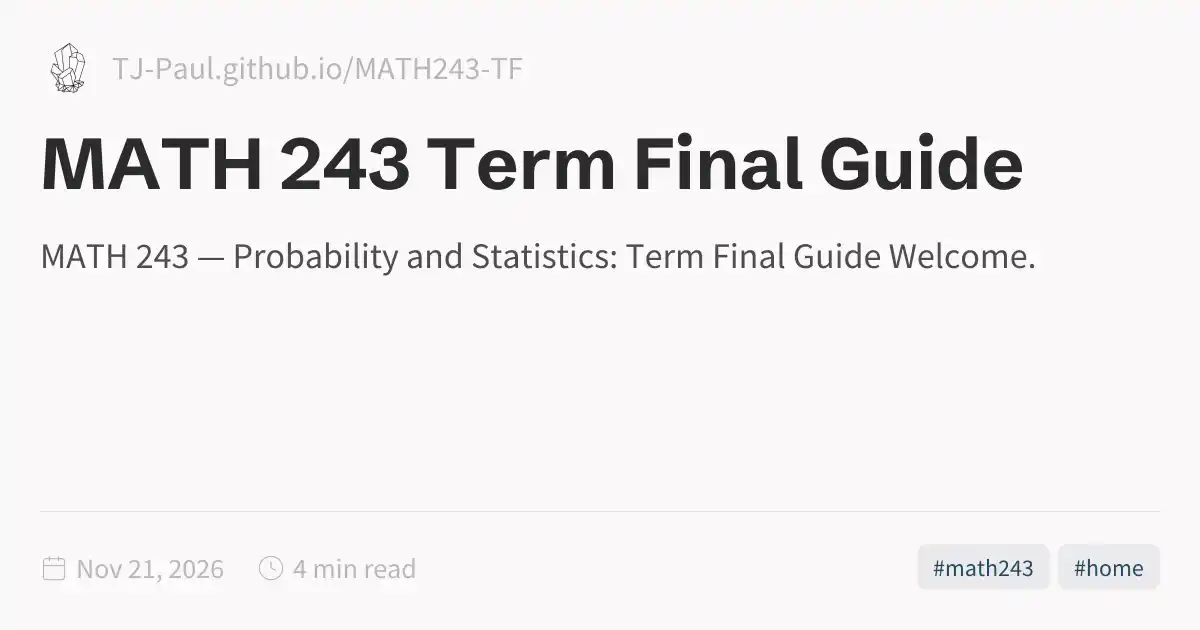 TJ-Paul.github.io/MATH243-TF
MATH 243 Term Final Guide
MATH 243 — Probability and Statistics: Term Final Guide Welcome.
Nov 21, 2026
4 min read
#math243
#home